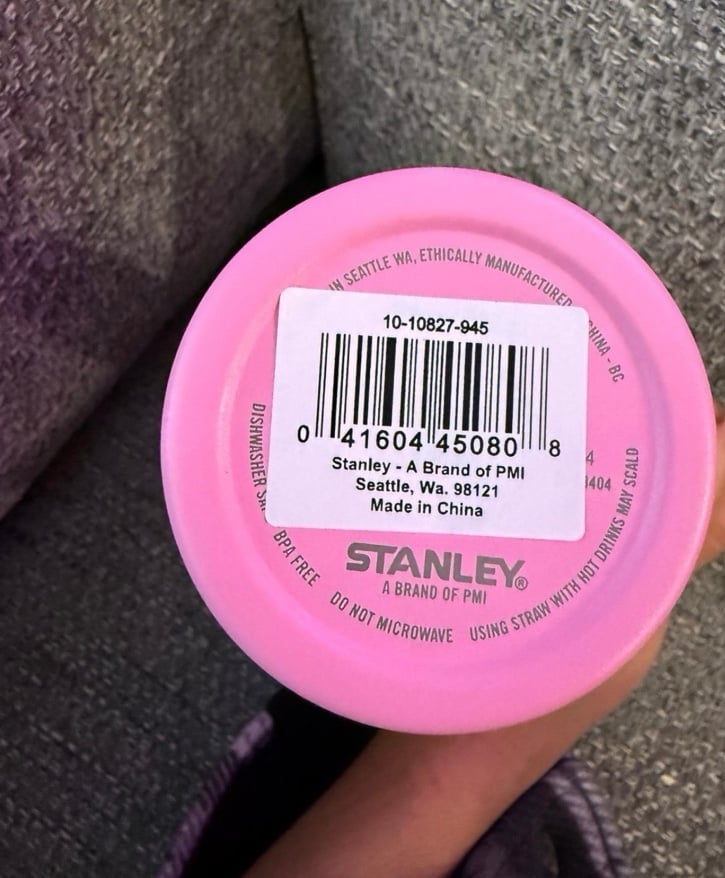 IN SEATTLE WA, ETHICALLY MANUFACTURED CHINA - BC
10-10827-945
0 41604 45080 8
Stanley - A Brand of PMI
Seattle, Wa. 98121
Made in China
4
404
STANLEY®
A BRAND OF PMI
DISHWASHER
BPA FREE
DO NOT MICROWAVE
USING STRAW WITH HOT DRINKS MAY SCALD